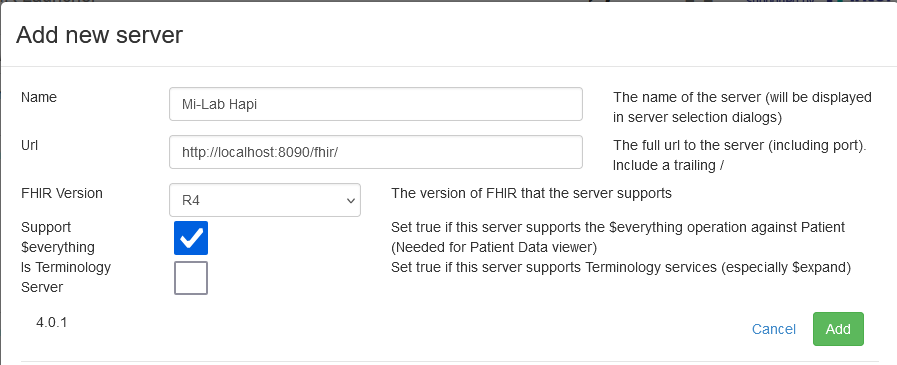 Add new server
Name
Mi-Lab Hapi
The name of the server (will be displayed
in server selection dialogs)
Url
http://localhost:8090/fhir/
The full url to the server (including port).
Include a trailing /
FHIR Version
R4
The version of FHIR that the server supports
Support
$everything
Set true if this server supports the $everything operation against Patient
(Needed for Patient Data viewer)
Is Terminology
Server
Set true if this server supports Terminology services (especially $expand)
4.0.1
Cancel
Add